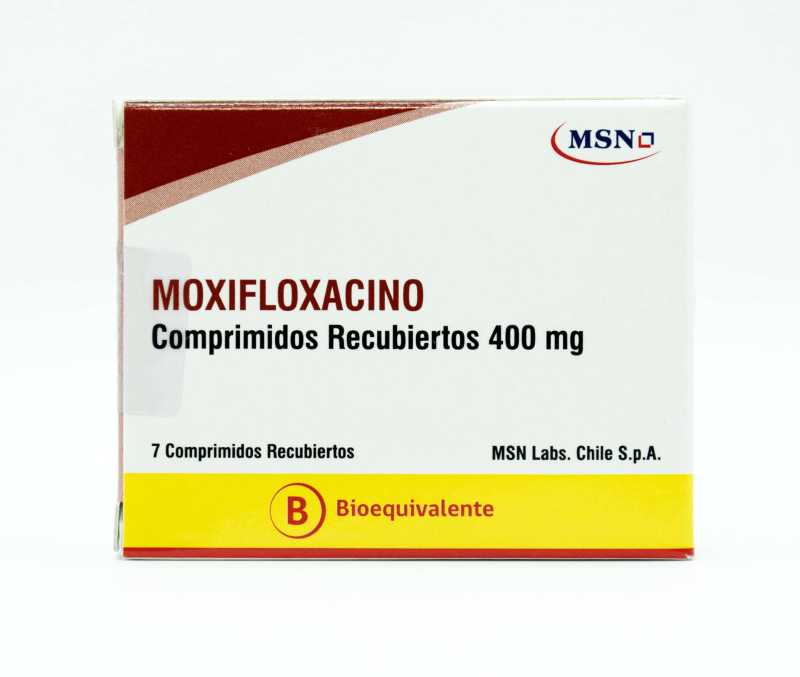 MSN
MOXIFLOXACINO
Comprimidos Recubiertos 400 mg
7 Comprimidos Recubiertos
MSN Labs. Chile S.p.A.
B Bioequivalente